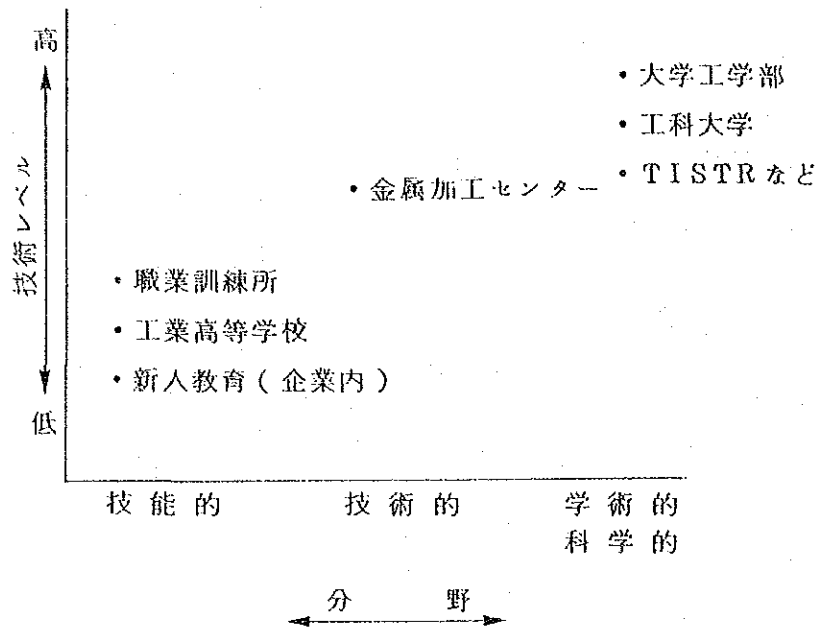 高
技術レベル
低
・大学工学部
・工科大学
・TISTRなど
・金属加工センター
・職業訓練所
・工業高等学校
・新人教育(企業内)
技能的
技術的
学術的
科学的
分野